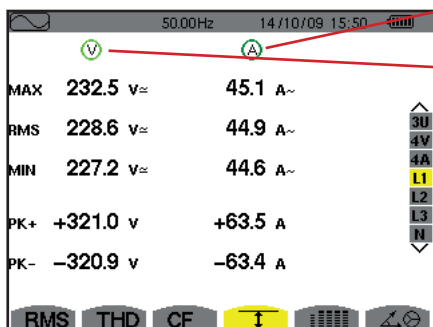 50.00Hz 14/10/09 15:50
V A
MAX 232.5 V≃ 45.1 A~
RMS 228.6 V≃ 44.9 A~
MIN 227.2 V≃ 44.6 A~
PK+ +321.0 V +63.5 A
PK- -320.9 V -63.4 A
3U
4V
4A
L1
L2
L3
N
RMS THD CF